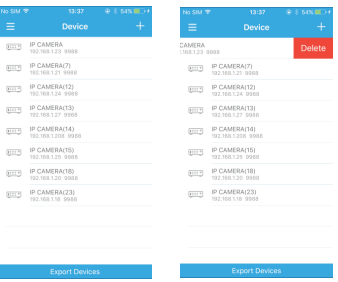 No SIM 13:37 54%
Device
IP CAMERA
192.168.1.23 9988
IP CAMERA(7)
192.168.1.21 9988
IP CAMERA(12)
192.168.1.24 9988
IP CAMERA(13)
192.168.1.27 9988
IP CAMERA(14)
192.168.1.208 9988
IP CAMERA(15)
192.168.1.25 9988
IP CAMERA(18)
192.168.1.20 9988
IP CAMERA(23)
192.168.1.18 9988
Export Devices
No SIM 13:37 54%
Device
CAMERA
.168.1.23 9988
Delete
IP CAMERA(7)
192.168.1.21 9988
IP CAMERA(12)
192.168.1.24 9988
IP CAMERA(13)
192.168.1.27 9988
IP CAMERA(14)
192.168.1.208 9988
IP CAMERA(15)
192.168.1.25 9988
IP CAMERA(18)
192.168.1.20 9988
IP CAMERA(23)
192.168.1.18 9988
Export Devices